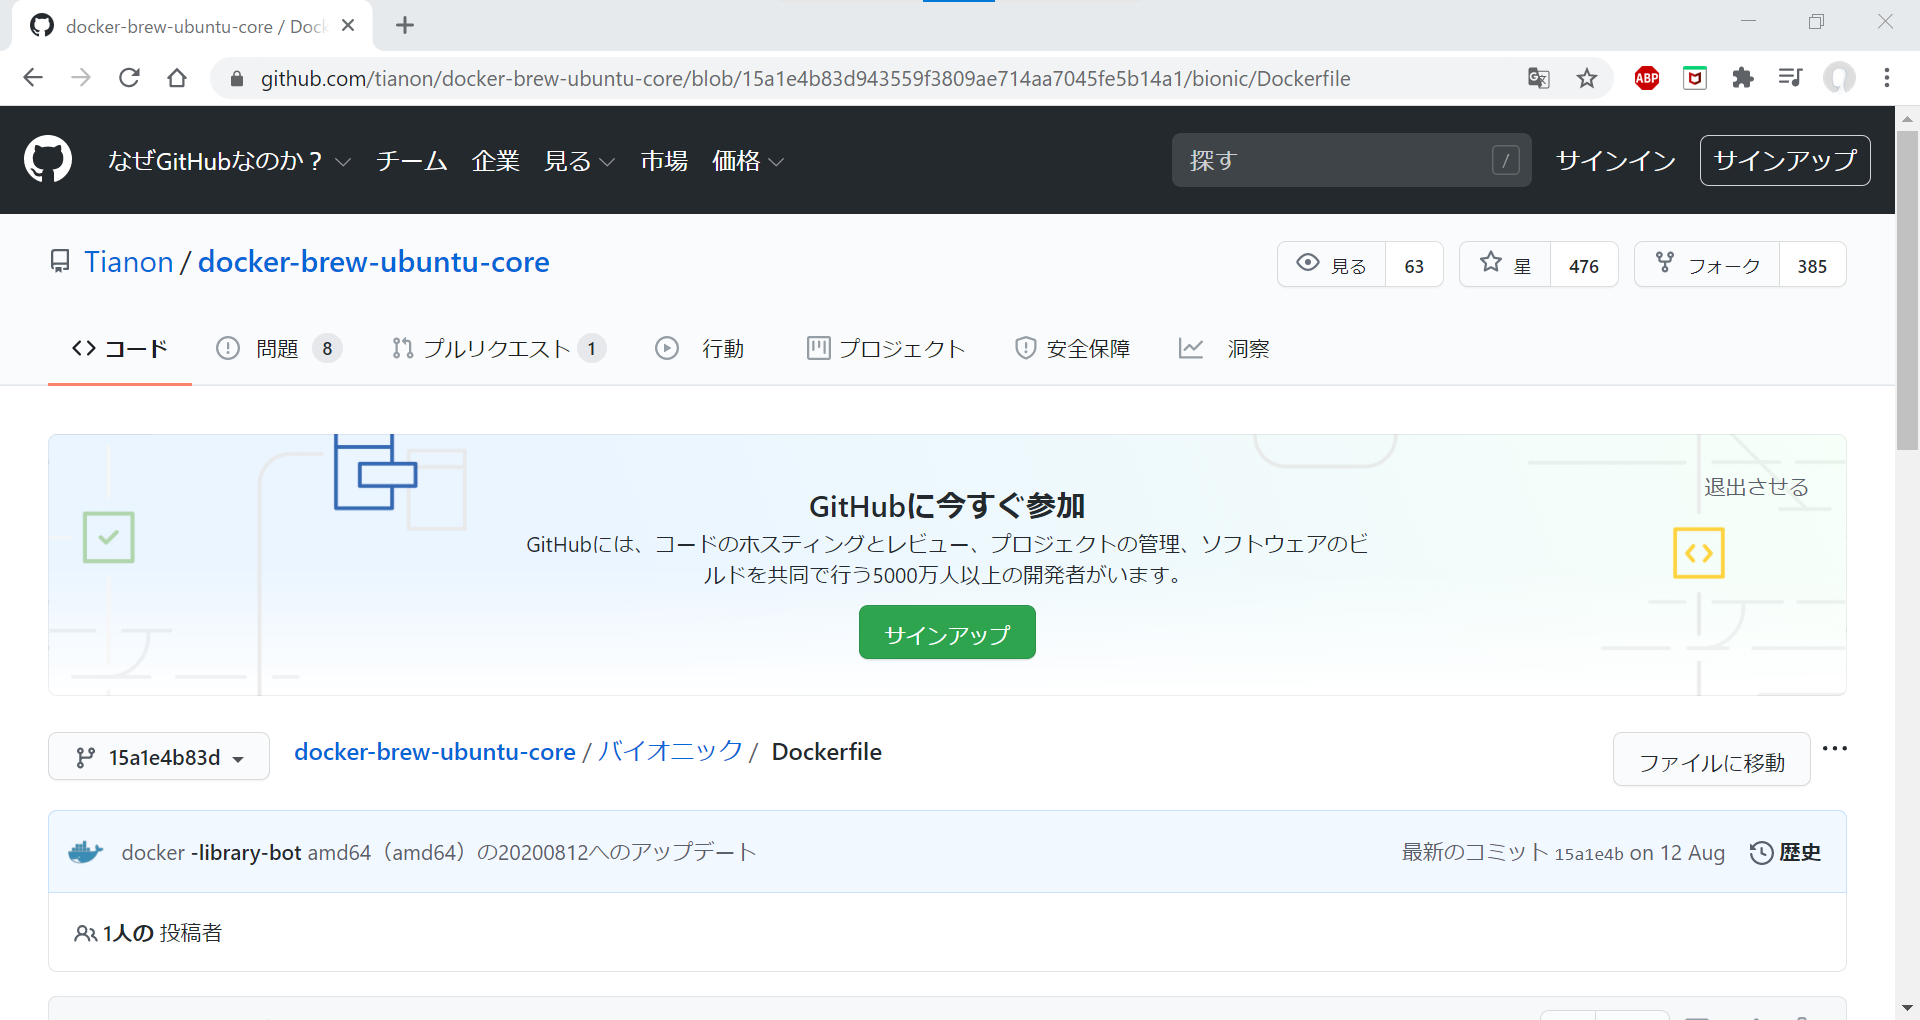 docker-brew-ubuntu-core / Doc
github.com/tianon/docker-brew-ubuntu-core/blob/15a1e4b83d943559f3809ae714aa7045fe5b14a1/bionic/Dockerfile
ABP
なぜGitHubなのか？ チーム 企業 見る 市場 価格 探す / サインイン サインアップ
Tianon / docker-brew-ubuntu-core 見る 63 星 476 フォーク 385
コード 問題 8 プルリクエスト 1 行動 プロジェクト 安全保障 洞察
退出させる
GitHubに今すぐ参加
GitHubには、コードのホスティングとレビュー、プロジェクトの管理、ソフトウェアのビ
ルドを共同で行う5000万人以上の開発者がいます。
サインアップ
15a1e4b83d docker-brew-ubuntu-core / バイオニック / Dockerfile ファイルに移動 ...
docker -library-bot amd64（amd64）の20200812へのアップデート 最新のコミット 15a1e4b on 12 Aug 歴史
1人の 投稿者